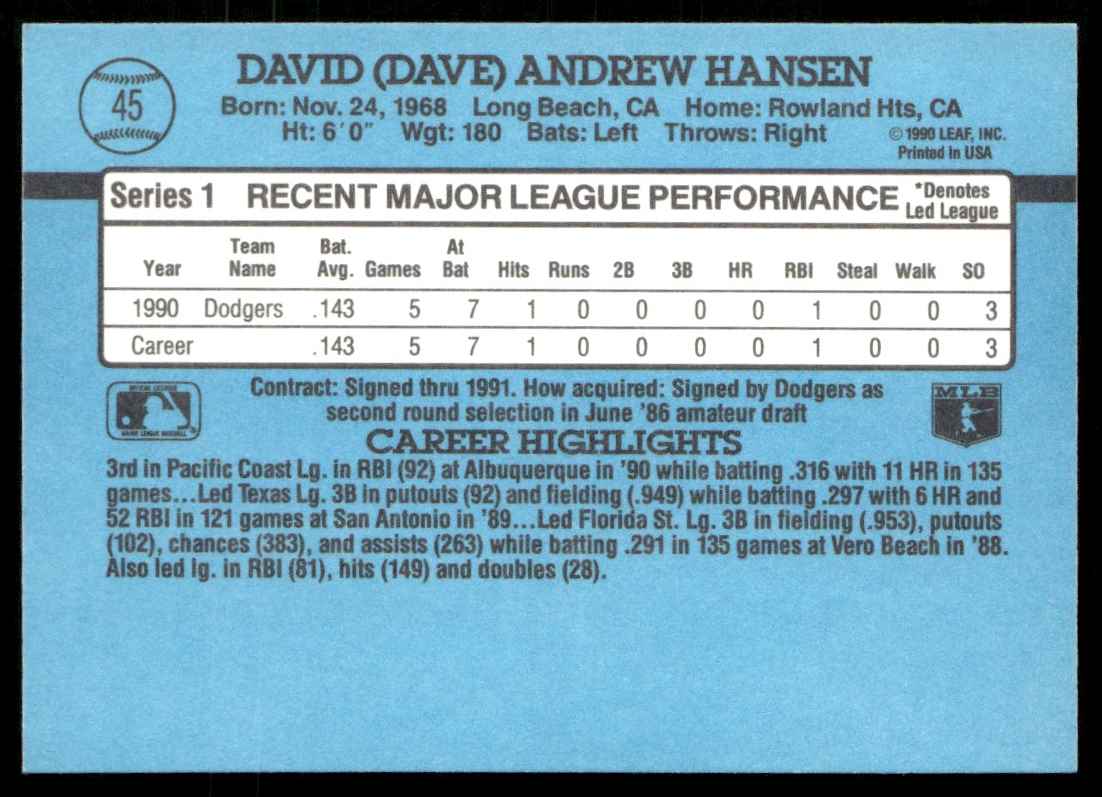 45
DAVID (DAVE) ANDREW HANSEN
Born: Nov. 24, 1968 Long Beach, CA Home: Rowland Hts, CA
Ht: 6´0˝ Wgt: 180 Bats: Left Throws: Right
© 1990 LEAF, INC.
Printed in USA
Series 1 RECENT MAJOR LEAGUE PERFORMANCE *Denotes Led League
Year Team Name Bat. Avg. Games At Bat Hits Runs 2B 3B HR RBI Steal Walk SO
1990 Dodgers .143 5 7 1 0 0 0 0 1 0 0 3
Career .143 5 7 1 0 0 0 0 1 0 0 3
OFFICIAL LICENSEE
MAJOR LEAGUE BASEBALL
Contract: Signed thru 1991. How acquired: Signed by Dodgers as
second round selection in June '86 amateur draft
MLB
CAREER HIGHLIGHTS
3rd in Pacific Coast Lg. in RBI (92) at Albuquerque in '90 while batting .316 with 11 HR in 135
games...Led Texas Lg. 3B in putouts (92) and fielding (.949) while batting .297 with 6 HR and
52 RBI in 121 games at San Antonio in '89...Led Florida St. Lg. 3B in fielding (.953), putouts
(102), chances (383), and assists (263) while batting .291 in 135 games at Vero Beach in '88.
Also led lg. in RBI (81), hits (149) and doubles (28).